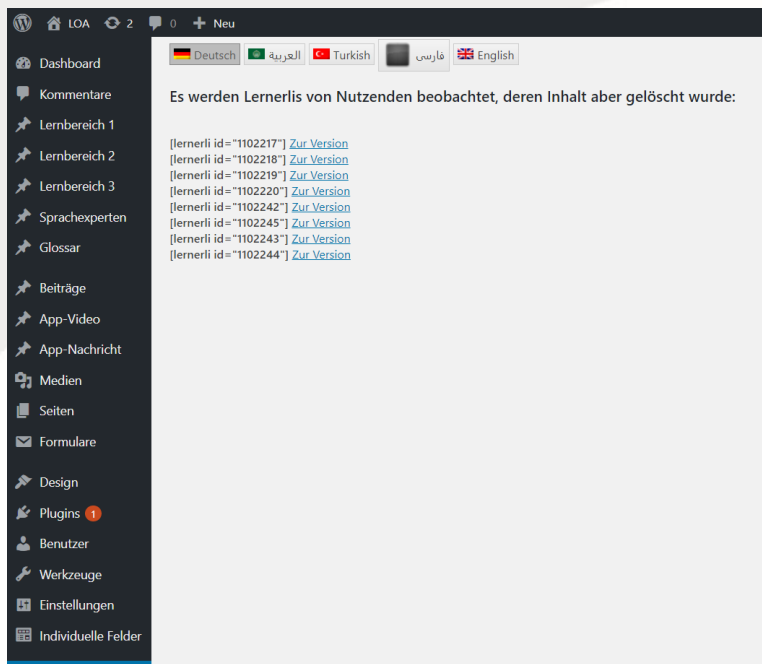 LOA 2 0 Neu
Deutsch العربية Turkish فارسی English
Dashboard
Kommentare
Lernbereich 1
Lernbereich 2
Lernbereich 3
Sprachexperten
Glossar
Beiträge
App-Video
App-Nachricht
Medien
Seiten
Formulare
Design
Plugins 1
Benutzer
Werkzeuge
Einstellungen
Individuelle Felder
Es werden Lernerlis von Nutzenden beobachtet, deren Inhalt aber gelöscht wurde:
[lernerli id="1102217"] Zur Version
[lernerli id="1102218"] Zur Version
[lernerli id="1102219"] Zur Version
[lernerli id="1102220"] Zur Version
[lernerli id="1102242"] Zur Version
[lernerli id="1102245"] Zur Version
[lernerli id="1102243"] Zur Version
[lernerli id="1102244"] Zur Version